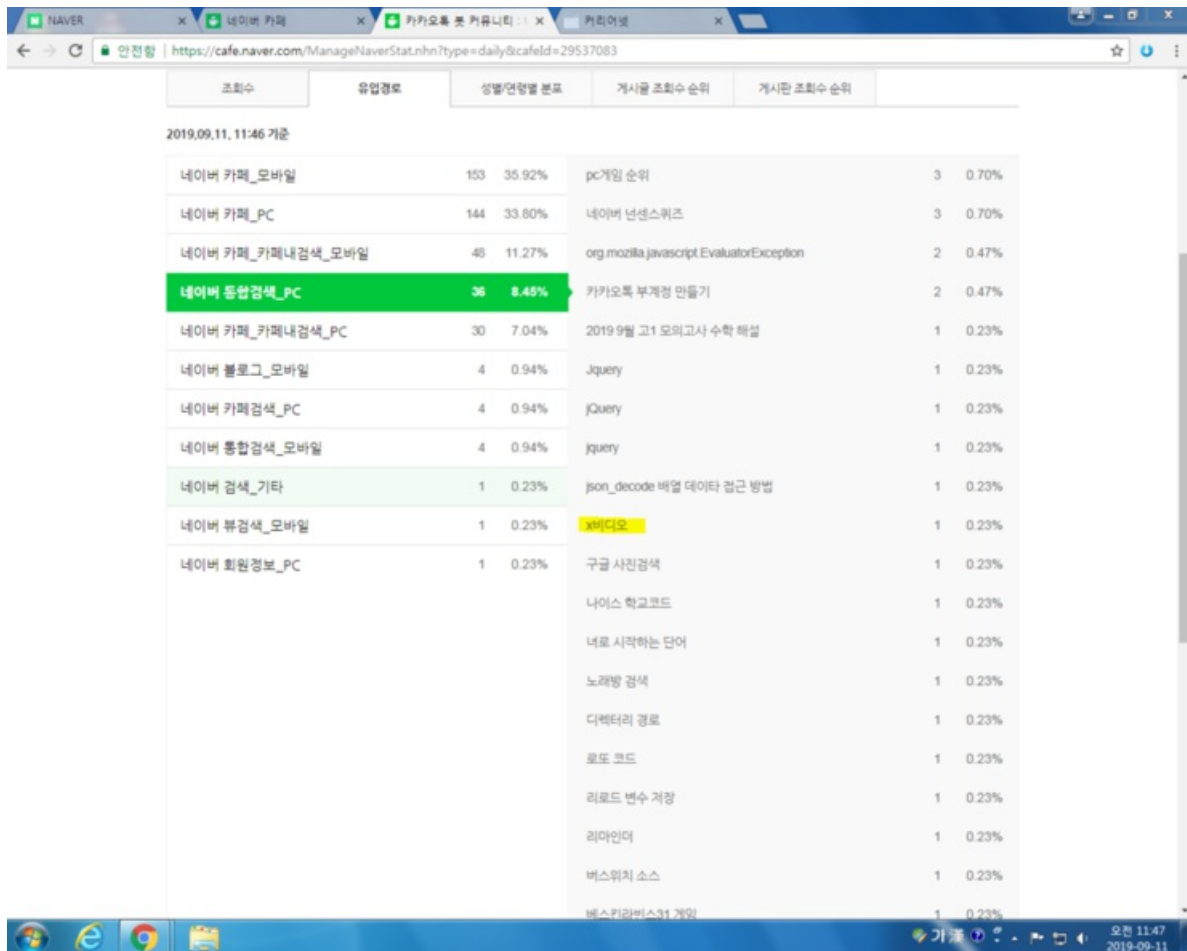 NAVER
네이버 카페
카카오톡 봇 커뮤니티 :
커리어넷
안전함 https://cafe.naver.com/ManageNaverStat.nhn?type=daily&cafeId=29537083
조회수 유입경로 성별/연령별 분포 게시글 조회수 순위 게시판 조회수 순위
2019.09.11. 11:46 기준
네이버 카페_모바일 153 35.92%
네이버 카페_PC 144 33.80%
네이버 카페_카페내검색_모바일 48 11.27%
네이버 통합검색_PC 36 8.45%
네이버 카페_카페내검색_PC 30 7.04%
네이버 블로그_모바일 4 0.94%
네이버 카페검색_PC 4 0.94%
네이버 통합검색_모바일 4 0.94%
네이버 검색_기타 1 0.23%
네이버 뷰검색_모바일 1 0.23%
네이버 회원정보_PC 1 0.23%
pc게임 순위 3 0.70%
네이버 넌센스퀴즈 3 0.70%
org.mozilla.javascript.EvaluatorException 2 0.47%
카카오톡 부계정 만들기 2 0.47%
2019 9월 고1 모의고사 수학 해설 1 0.23%
Jquery 1 0.23%
jQuery 1 0.23%
jquery 1 0.23%
json_decode 배열 데이타 접근 방법 1 0.23%
x비디오 1 0.23%
구글 사진검색 1 0.23%
나이스 학교코드 1 0.23%
너로 시작하는 단어 1 0.23%
노래방 검색 1 0.23%
디렉터리 경로 1 0.23%
로또 코드 1 0.23%
리로드 변수 저장 1 0.23%
리마인더 1 0.23%
버스위치 소스 1 0.23%
베스킨라빈스31 게임 1 0.23%
가 漢
오전 11:47
2019-09-11